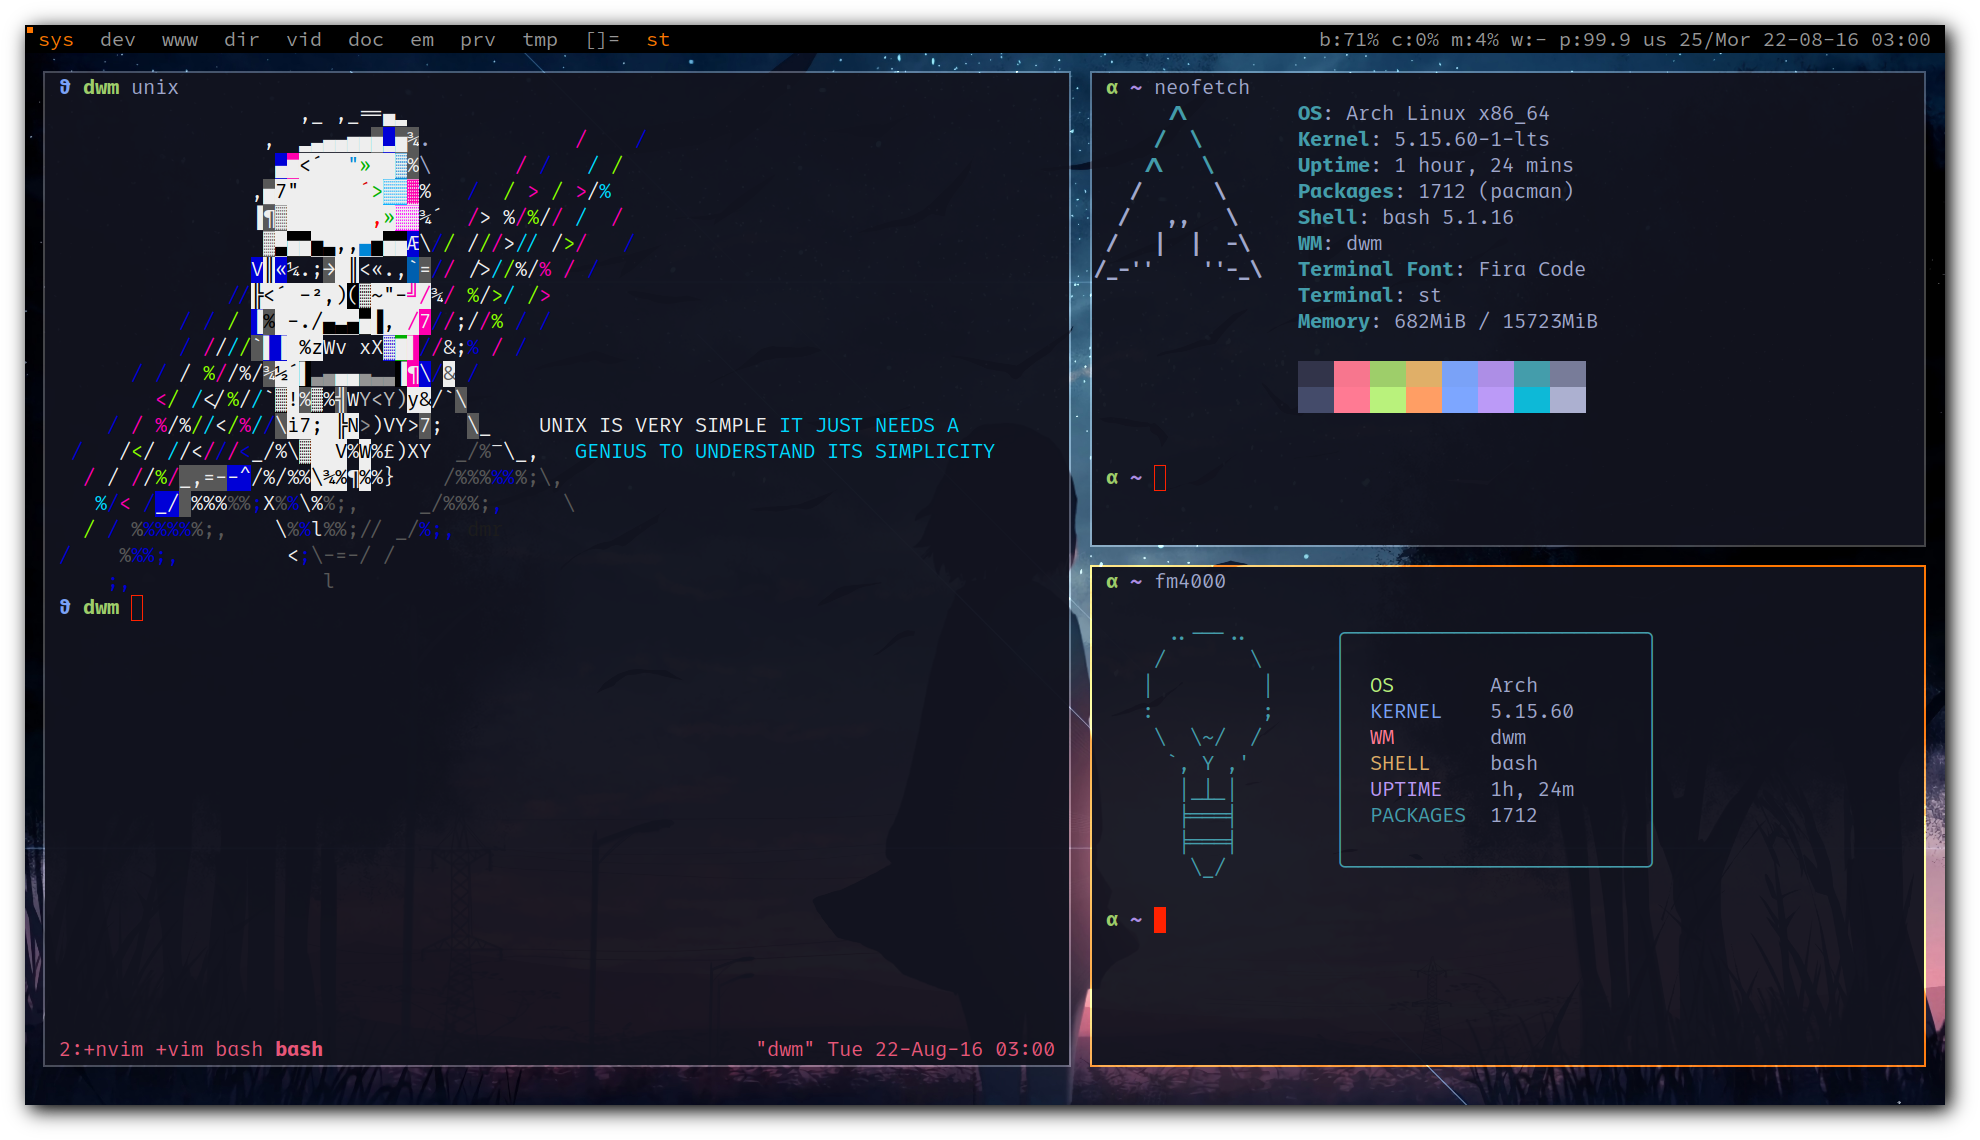 sys dev www dir vid doc em prv tmp []= st
b:71% c:0% m:4% w:- p:99.9 us 25/Mor 22-08-16 03:00
ϑ dwm unix
UNIX IS VERY SIMPLE IT JUST NEEDS A
GENIUS TO UNDERSTAND ITS SIMPLICITY
ϑ dwm
2:+nvim +vim bash bash
"dwm" Tue 22-Aug-16 03:00
α ~ neofetch
OS: Arch Linux x86_64
Kernel: 5.15.60-1-lts
Uptime: 1 hour, 24 mins
Packages: 1712 (pacman)
Shell: bash 5.1.16
WM: dwm
Terminal Font: Fira Code
Terminal: st
Memory: 682MiB / 15723MiB
α ~
α ~ fm4000
OS Arch
KERNEL 5.15.60
WM dwm
SHELL bash
UPTIME 1h, 24m
PACKAGES 1712
α ~